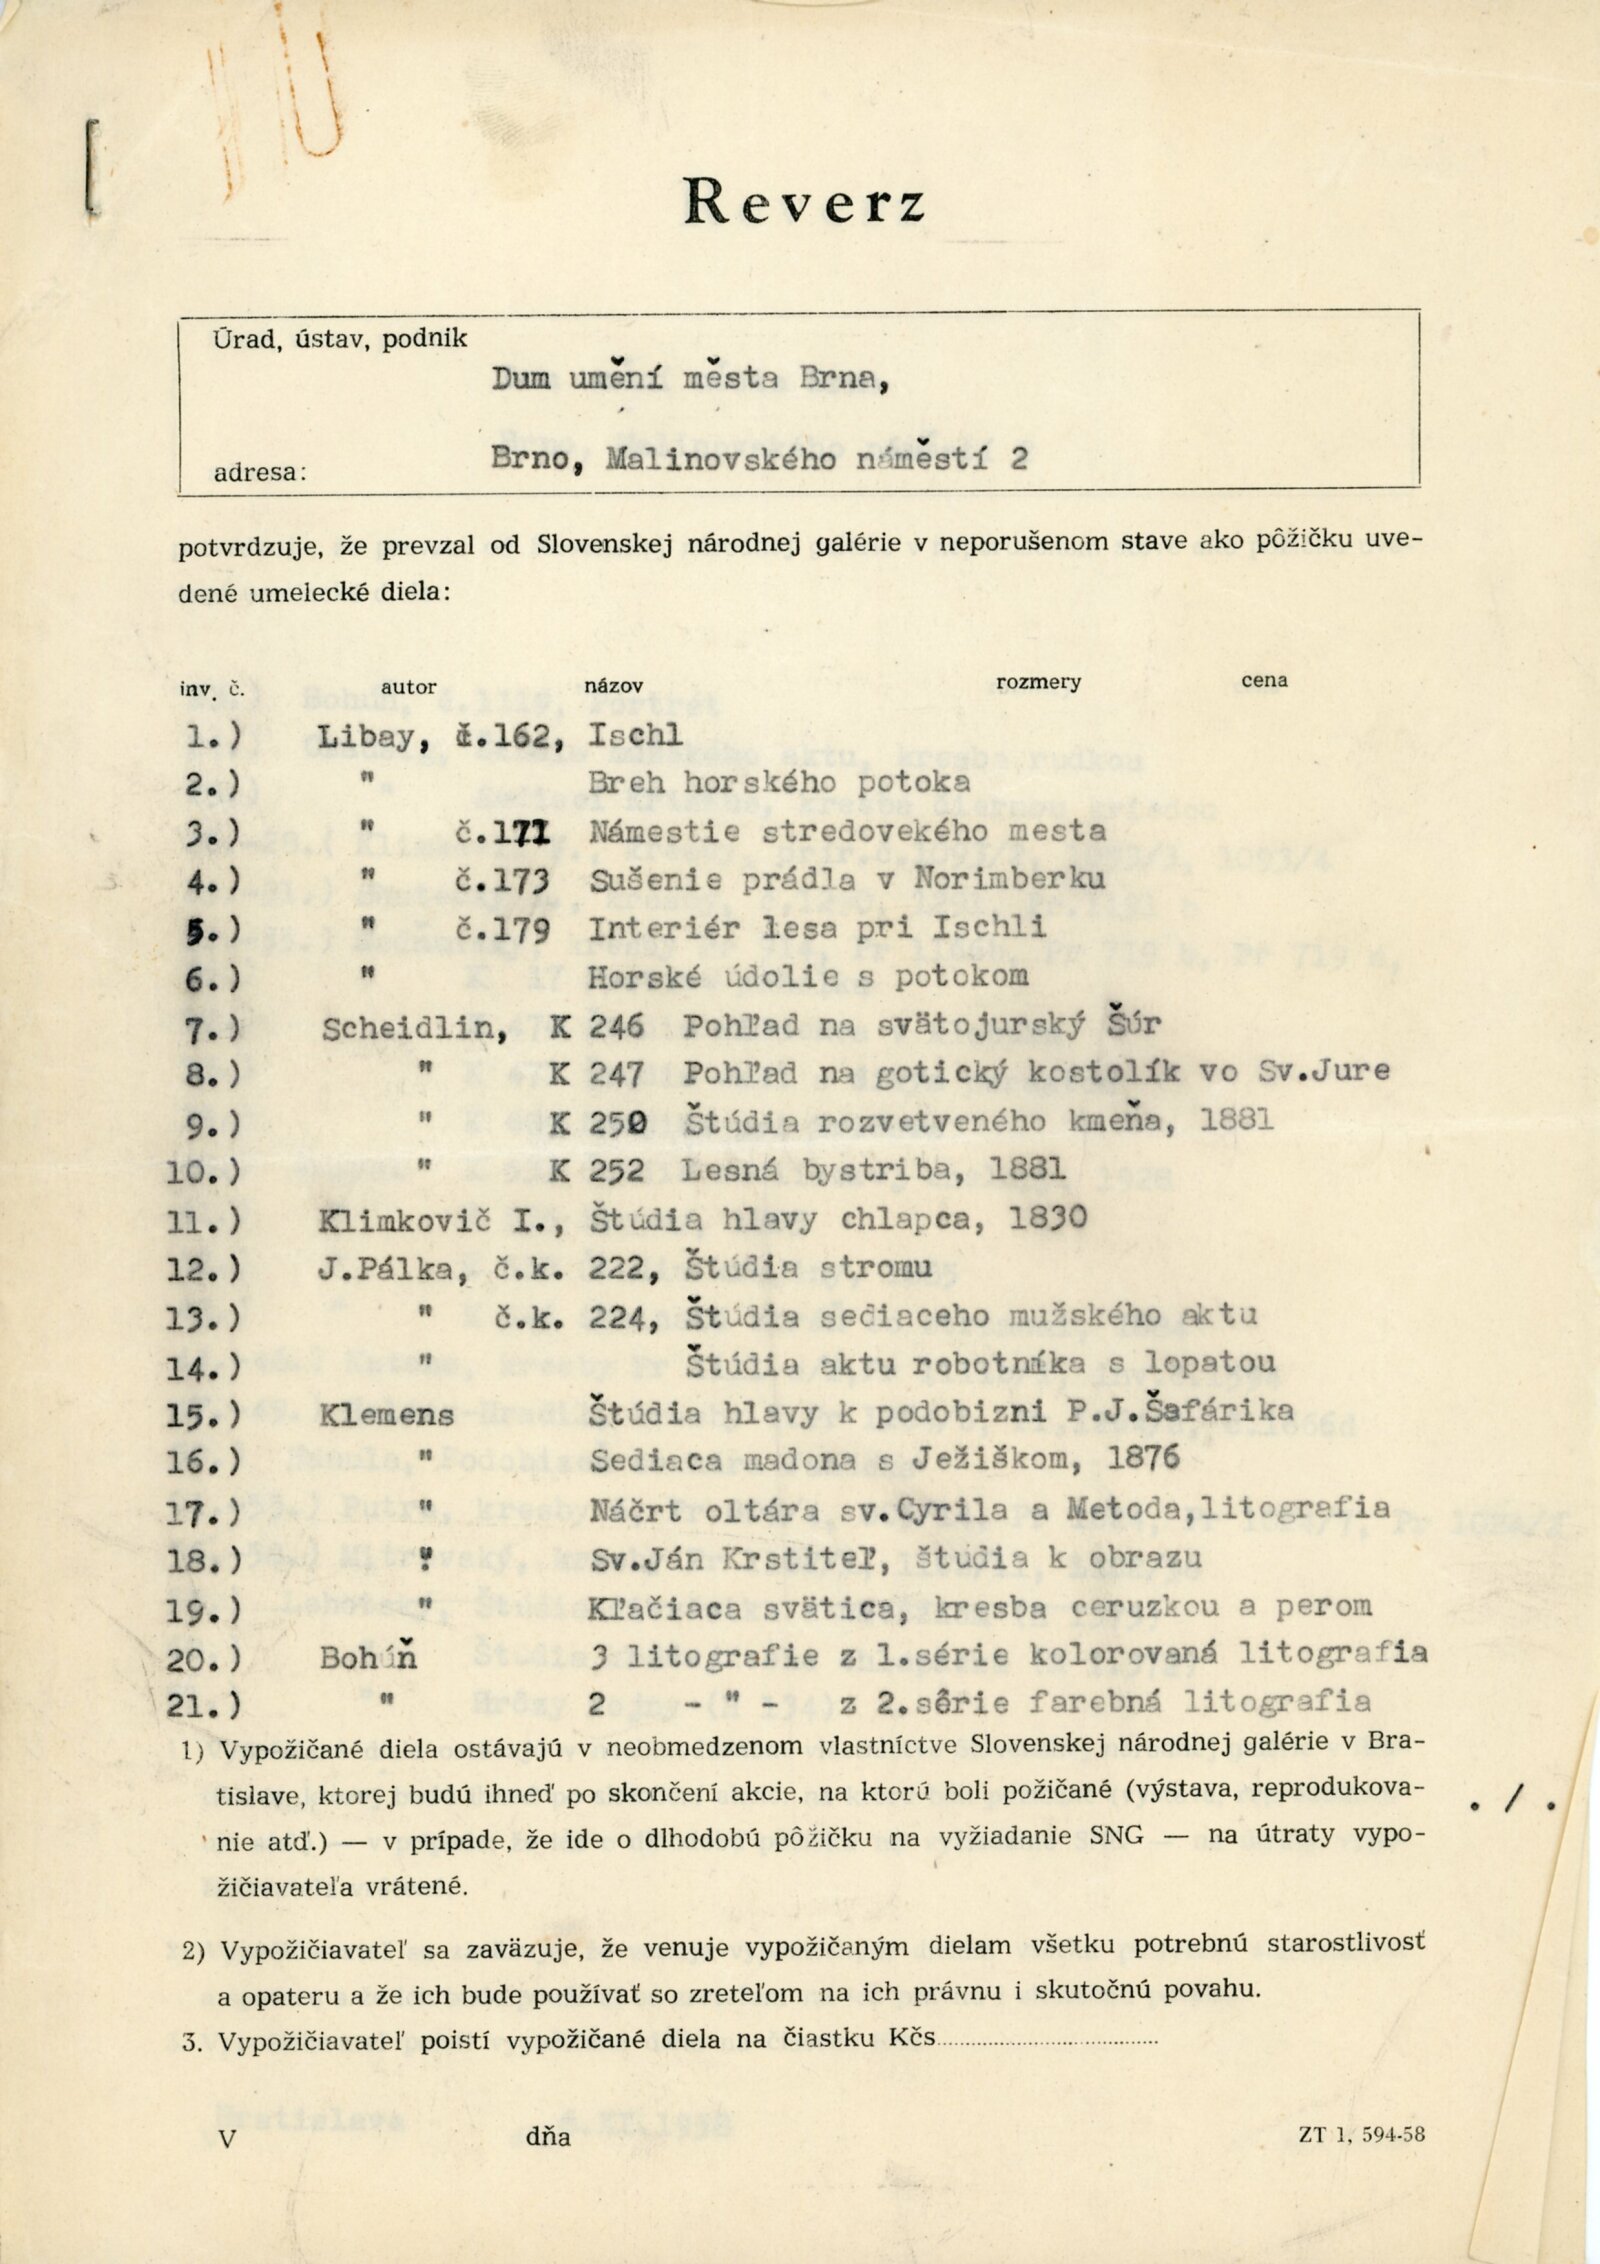 Reverz
Úrad, ústav, podnik
Dum umění města Brna,
adresa: Brno, Malinovského náměstí 2
potvrdzuje, že prevzal od Slovenskej národnej galérie v neporušenom stave ako pôžičku uve-
dené umelecké diela:
inv. č. autor názov rozmery cena
1.) Libay, č.162, Ischl
2.) " Breh horského potoka
3.) " č.171 Námestie stredovekého mesta
4.) " č.173 Sušenie prádla v Norimberku
5.) " č.179 Interiér lesa pri Ischli
6.) " Horské údolie s potokom
7.) Scheidlin, K 246 Pohľad na svätojurský Šúr
8.) " K 247 Pohľad na gotický kostolík vo Sv.Jure
9.) " K 250 Štúdia rozvetveného kmeňa, 1881
10.) " K 252 Lesná bystriba, 1881
11.) Klimkovič I., Štúdia hlavy chlapca, 1830
12.) J.Pálka, č.k. 222, Štúdia stromu
13.) " č.k. 224, Štúdia sediaceho mužského aktu
14.) " Štúdia aktu robotníka s lopatou
15.) Klemens Štúdia hlavy k podobizni P.J.Šafárika
16.) " Sediaca madona s Ježiškom, 1876
17.) " Náčrt oltára sv.Cyrila a Metoda,litografia
18.) " Sv.Ján Krstiteľ, štúdia k obrazu
19.) " Kľačiaca svätica, kresba ceruzkou a perom
20.) Bohúň 3 litografie z 1.série kolorovaná litografia
21.) " 2 - " - z 2.série farebná litografia
1) Vypožičané diela ostávajú v neobmedzenom vlastníctve Slovenskej národnej galérie v Bra-
tislave, ktorej budú ihneď po skončení akcie, na ktorú boli požičané (výstava, reprodukova-
nie atď.) — v prípade, že ide o dlhodobú pôžičku na vyžiadanie SNG — na útraty vypo-
žičiavateľa vrátené.
./.
2) Vypožičiavateľ sa zaväzuje, že venuje vypožičaným dielam všetku potrebnú starostlivosť
a opateru a že ich bude používať so zreteľom na ich právnu i skutočnú povahu.
3. Vypožičiavateľ poistí vypožičané diela na čiastku Kčs
V dňa ZT 1, 594-58